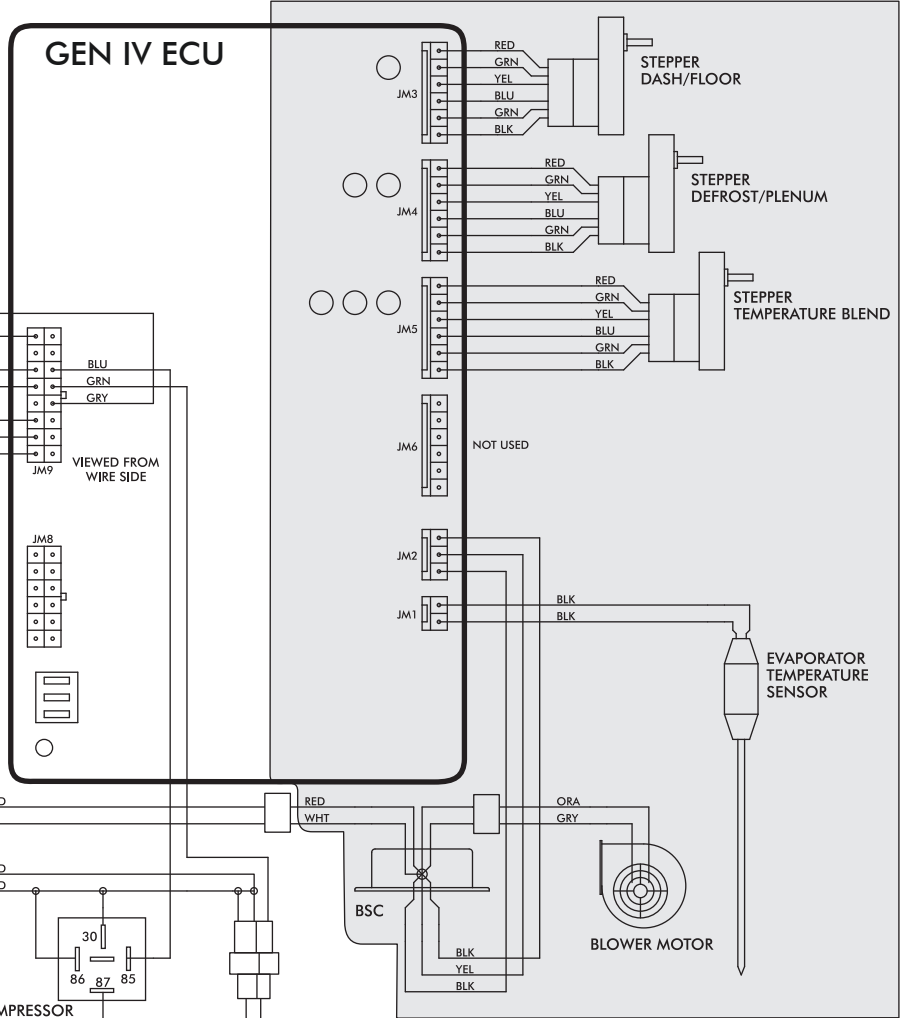 GEN IV ECU
JM3
RED
GRN
YEL
BLU
GRN
BLK
STEPPER
DASH/FLOOR
JM4
RED
GRN
YEL
BLU
GRN
BLK
STEPPER
DEFROST/PLENUM
JM5
RED
GRN
YEL
BLU
GRN
BLK
STEPPER
TEMPERATURE BLEND
BLU
GRN
GRY
JM9
VIEWED FROM
WIRE SIDE
JM6
NOT USED
JM8
JM2
JM1
BLK
BLK
EVAPORATOR
TEMPERATURE
SENSOR
RED
WHT
ORA
GRY
D
D
D
BSC
BLOWER MOTOR
BLK
YEL
BLK
30
86
87
85
MPRESSOR